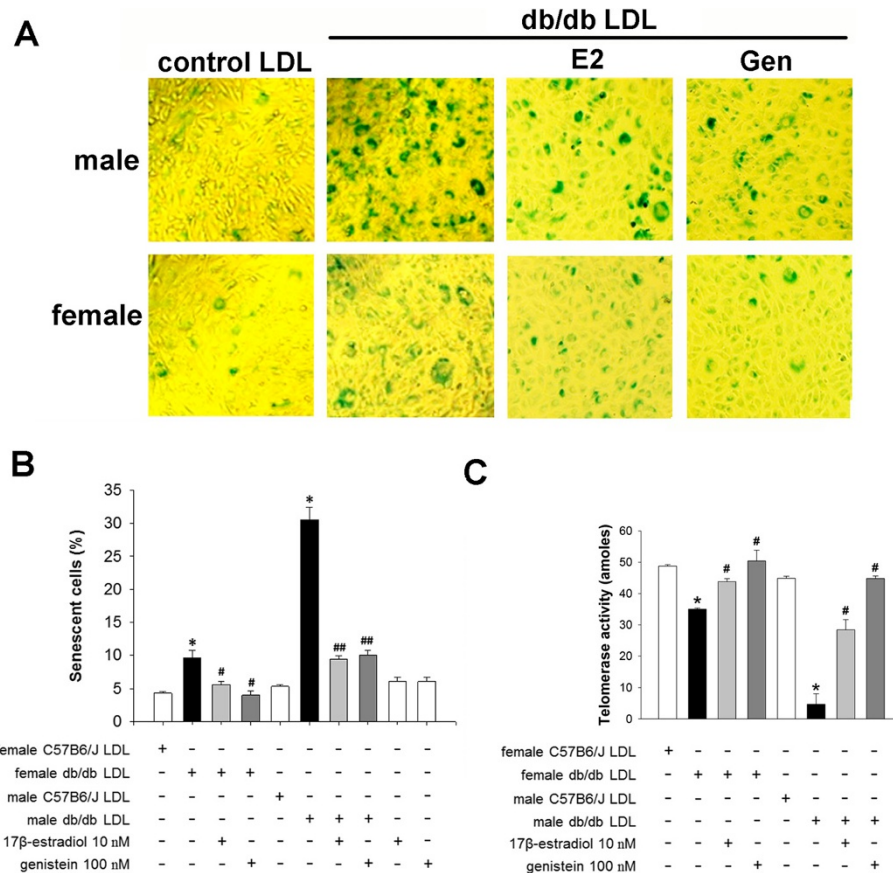 A
db/db LDL
control LDL
E2
Gen
male
female
B
Senescent cells (%)
35
30
25
20
15
10
5
0
*
#
#
*
##
##
emale C57B6/J LDL + - - - - - - - - -
female db/db LDL - + + + - - - - - -
male C57B6/J LDL - - - - + - - - - -
male db/db LDL - - - - - + + + - -
17β-estradiol 10 nM - - + - - - + - + -
genistein 100 nM - - - + - - - + - +
C
Telomerase activity (amoles)
60
50
40
30
20
10
0
*
#
#
*
#
#
female C57B6/J LDL + - - - - - - -
female db/db LDL - + + + - - - -
male C57B6/J LDL - - - - + - - -
male db/db LDL - - - - - + + +
17β-estradiol 10 nM - - + - - - + -
genistein 100 nM - - - + - - - +